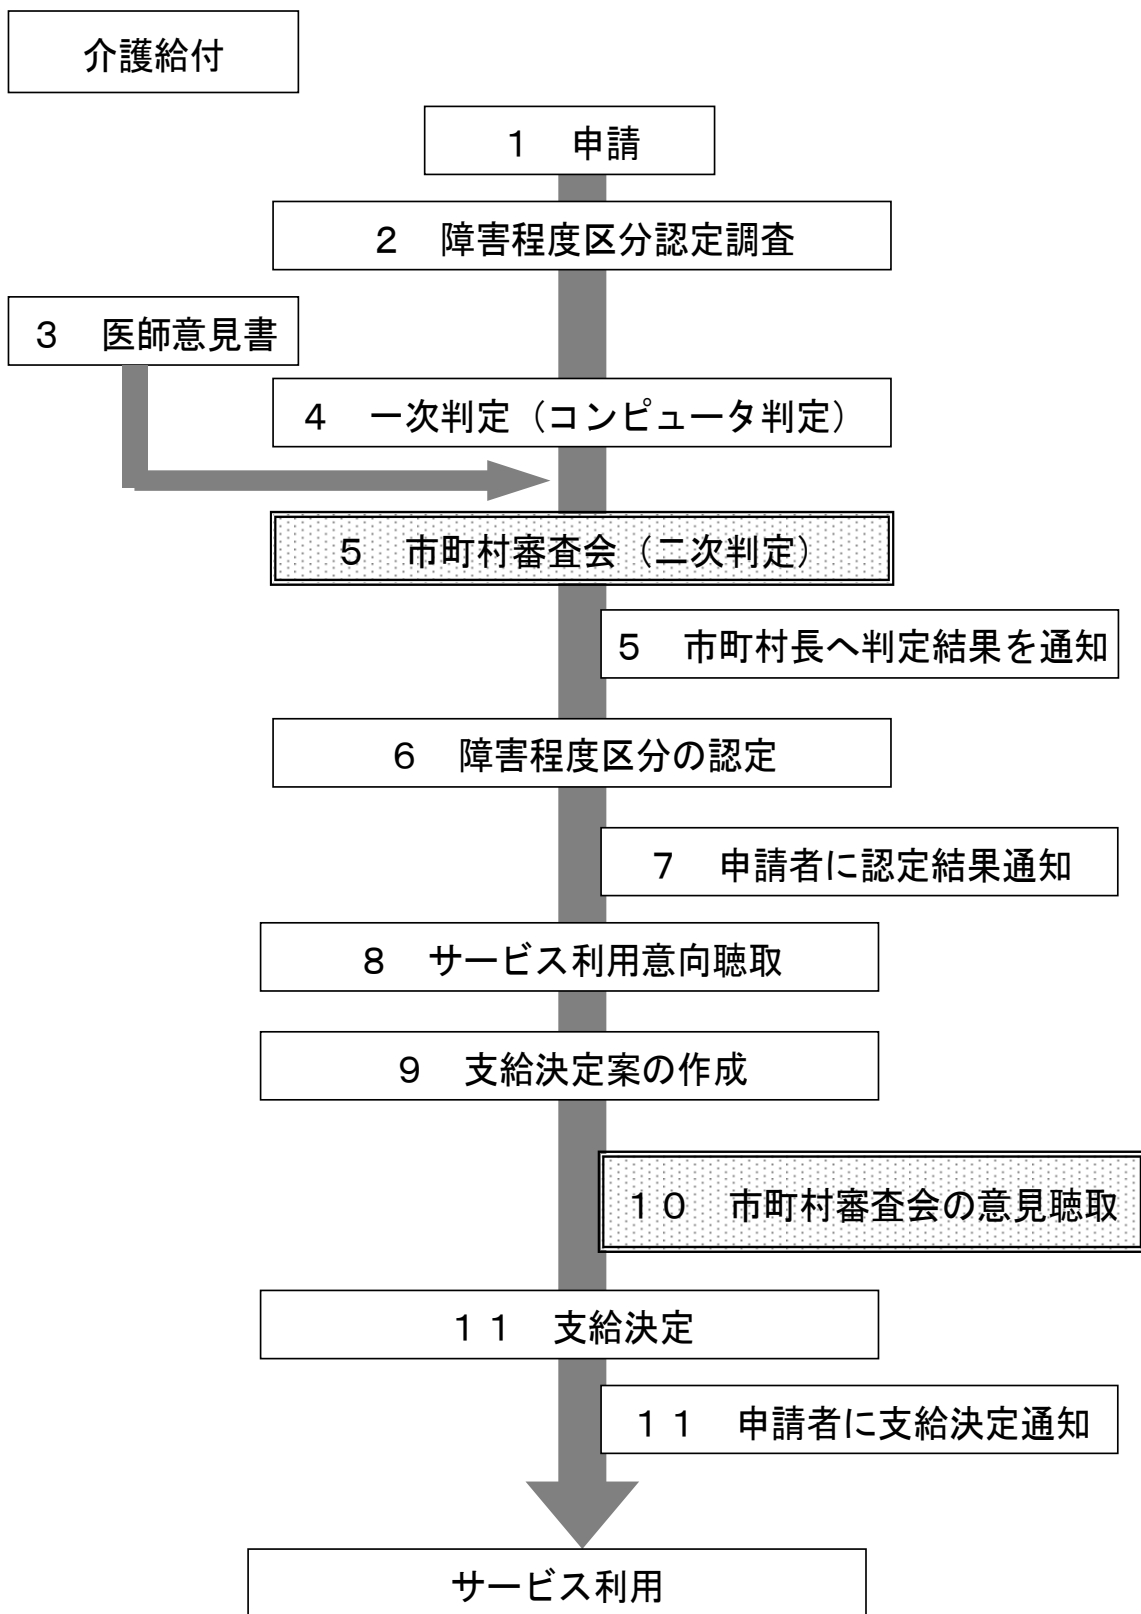 介護給付
１　申請
２　障害程度区分認定調査
３　医師意見書
４　一次判定（コンピュータ判定）
５　市町村審査会（二次判定）
５　市町村長へ判定結果を通知
６　障害程度区分の認定
７　申請者に認定結果通知
８　サービス利用意向聴取
９　支給決定案の作成
１０　市町村審査会の意見聴取
１１　支給決定
１１　申請者に支給決定通知
サービス利用